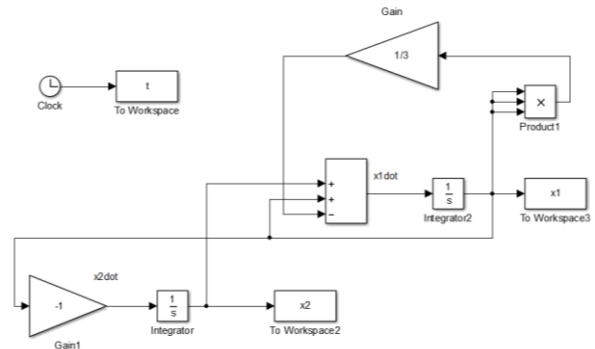 Gain
1/3
Clock
t
To Workspace
×
Product1
+
+
−
x1dot
1
s
Integrator2
x1
To Workspace3
-1
x2dot
Gain1
1
s
Integrator
x2
To Workspace2